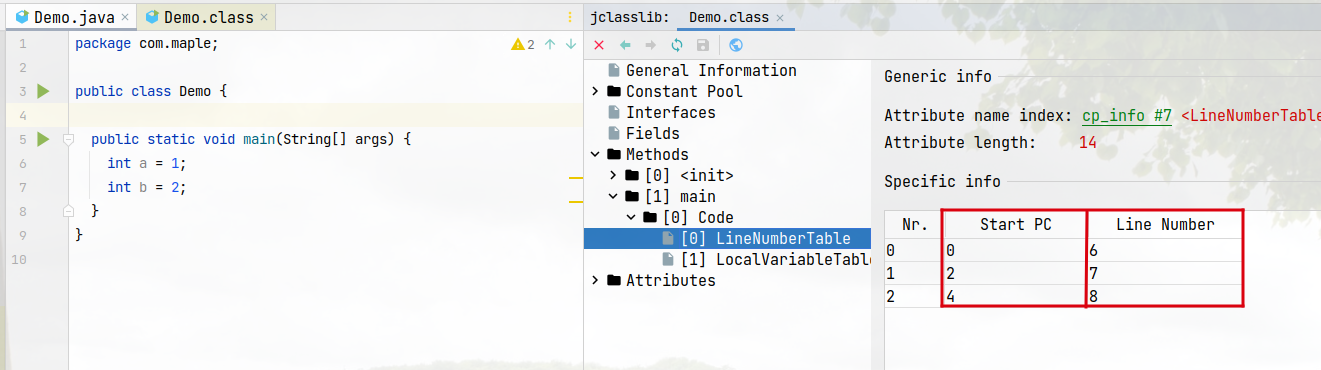 Demo.java
Demo.class
jclasslib:
Demo.class
1 package com.maple;
2
2
3 public class Demo {
4
5 public static void main(String[] args) {
6 int a = 1;
7 int b = 2;
8 }
9 }
10
General Information
Constant Pool
Interfaces
Fields
Methods
[0] <init>
[1] main
[0] Code
[0] LineNumberTable
[1] LocalVariableTabl
Attributes
Generic info
Attribute name index: cp_info #7 <LineNumberTable
Attribute length: 14
Specific info
Nr. Start PC Line Number
0 0 6
1 2 7
2 4 8